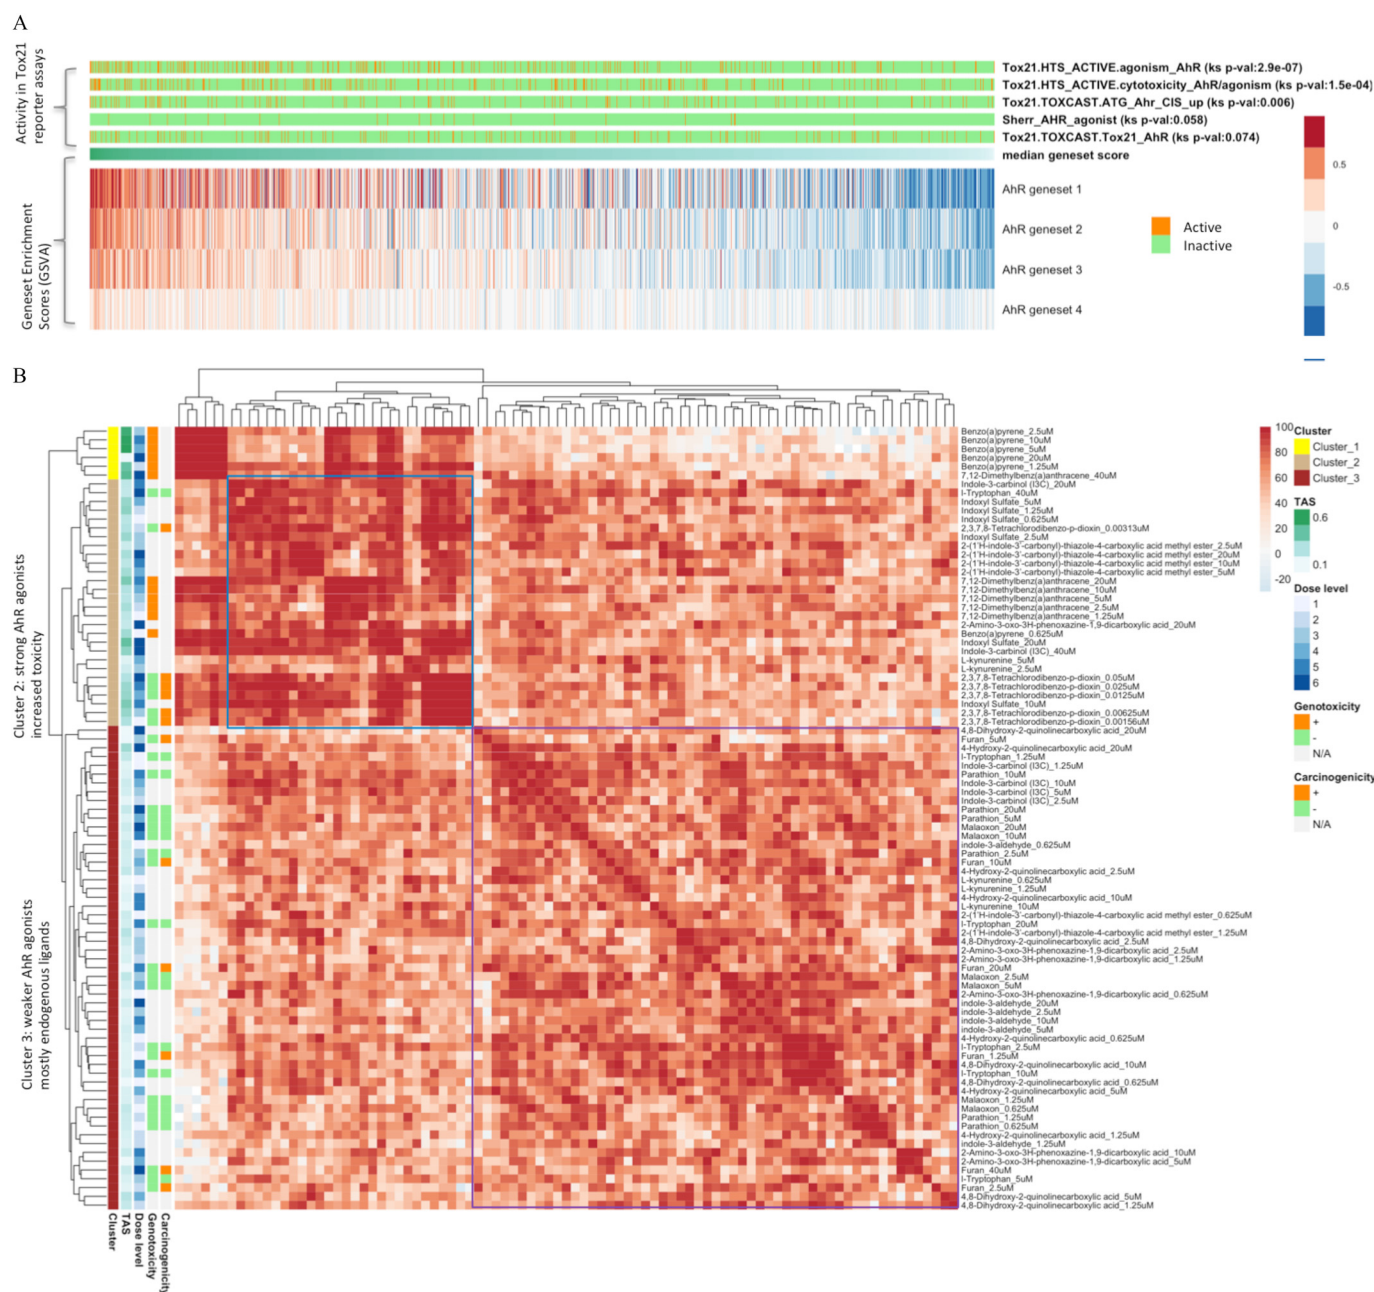 A
Activity in Tox21
reporter assays
Tox21.HTS_ACTIVE.agonism_AhR (ks p-val:2.9e-07)
Tox21.HTS_ACTIVE.cytotoxicity_AhR/agonism (ks p-val:1.5e-04)
Tox21.TOXCAST.ATG_Ahr_CIS_up (ks p-val:0.006)
Sherr_AHR_agonist (ks p-val:0.058)
Tox21.TOXCAST.Tox21_AhR (ks p-val:0.074)
median geneset score
Geneset Enrichment
Scores (GSVA)
AhR geneset 1
AhR geneset 2
AhR geneset 3
AhR geneset 4
Active
Inactive
0.5
0
-0.5
B
Cluster 2: strong AhR agonists
increased toxicity
Cluster 3: weaker AhR agonists
mostly endogenous ligands
Benzo(a)pyrene_2.5uM
Benzo(a)pyrene_10uM
Benzo(a)pyrene_5uM
Benzo(a)pyrene_20uM
Benzo(a)pyrene_1.25uM
7,12-Dimethylbenz(a)anthracene_40uM
Indole-3-carbinol (I3C)_20uM
l-Tryptophan_40uM
Indoxyl Sulfate_5uM
Indoxyl Sulfate_1.25uM
Indoxyl Sulfate_0.625uM
2,3,7,8-Tetrachlorodibenzo-p-dioxin_0.00313uM
Indoxyl Sulfate_2.5uM
2-(1'H-indole-3'-carbonyl)-thiazole-4-carboxylic acid methyl ester_2.5uM
2-(1'H-indole-3'-carbonyl)-thiazole-4-carboxylic acid methyl ester_20uM
2-(1'H-indole-3'-carbonyl)-thiazole-4-carboxylic acid methyl ester_10uM
2-(1'H-indole-3'-carbonyl)-thiazole-4-carboxylic acid methyl ester_5uM
7,12-Dimethylbenz(a)anthracene_20uM
7,12-Dimethylbenz(a)anthracene_10uM
7,12-Dimethylbenz(a)anthracene_5uM
7,12-Dimethylbenz(a)anthracene_2.5uM
7,12-Dimethylbenz(a)anthracene_1.25uM
2-Amino-3-oxo-3H-phenoxazine-1,9-dicarboxylic acid_20uM
Benzo(a)pyrene_0.625uM
Indoxyl Sulfate_20uM
Indole-3-carbinol (I3C)_40uM
L-kynurenine_5uM
L-kynurenine_2.5uM
2,3,7,8-Tetrachlorodibenzo-p-dioxin_0.05uM
2,3,7,8-Tetrachlorodibenzo-p-dioxin_0.025uM
2,3,7,8-Tetrachlorodibenzo-p-dioxin_0.0125uM
Indoxyl Sulfate_10uM
2,3,7,8-Tetrachlorodibenzo-p-dioxin_0.00625uM
2,3,7,8-Tetrachlorodibenzo-p-dioxin_0.00156uM
4,8-Dihydroxy-2-quinolinecarboxylic acid_20uM
Furan_5uM
4-Hydroxy-2-quinolinecarboxylic acid_20uM
l-Tryptophan_1.25uM
Indole-3-carbinol (I3C)_1.25uM
Parathion_10uM
Indole-3-carbinol (I3C)_10uM
Indole-3-carbinol (I3C)_5uM
Indole-3-carbinol (I3C)_2.5uM
Parathion_20uM
Parathion_5uM
Malaoxon_20uM
Malaoxon_10uM
indole-3-aldehyde_0.625uM
Parathion_2.5uM
Furan_10uM
4-Hydroxy-2-quinolinecarboxylic acid_2.5uM
L-kynurenine_0.625uM
L-kynurenine_1.25uM
4-Hydroxy-2-quinolinecarboxylic acid_10uM
L-kynurenine_10uM
2-(1'H-indole-3'-carbonyl)-thiazole-4-carboxylic acid methyl ester_0.625uM
l-Tryptophan_20uM
2-(1'H-indole-3'-carbonyl)-thiazole-4-carboxylic acid methyl ester_1.25uM
4,8-Dihydroxy-2-quinolinecarboxylic acid_2.5uM
2-Amino-3-oxo-3H-phenoxazine-1,9-dicarboxylic acid_2.5uM
2-Amino-3-oxo-3H-phenoxazine-1,9-dicarboxylic acid_1.25uM
Furan_20uM
Malaoxon_2.5uM
Malaoxon_5uM
2-Amino-3-oxo-3H-phenoxazine-1,9-dicarboxylic acid_0.625uM
indole-3-aldehyde_20uM
indole-3-aldehyde_2.5uM
indole-3-aldehyde_10uM
indole-3-aldehyde_5uM
4-Hydroxy-2-quinolinecarboxylic acid_0.625uM
l-Tryptophan_2.5uM
Furan_1.25uM
4,8-Dihydroxy-2-quinolinecarboxylic acid_10uM
l-Tryptophan_10uM
4,8-Dihydroxy-2-quinolinecarboxylic acid_0.625uM
4-Hydroxy-2-quinolinecarboxylic acid_5uM
Malaoxon_1.25uM
Malaoxon_0.625uM
Parathion_1.25uM
Parathion_0.625uM
4-Hydroxy-2-quinolinecarboxylic acid_1.25uM
indole-3-aldehyde_1.25uM
2-Amino-3-oxo-3H-phenoxazine-1,9-dicarboxylic acid_10uM
2-Amino-3-oxo-3H-phenoxazine-1,9-dicarboxylic acid_5uM
Furan_40uM
l-Tryptophan_5uM
Furan_2.5uM
4,8-Dihydroxy-2-quinolinecarboxylic acid_5uM
4,8-Dihydroxy-2-quinolinecarboxylic acid_1.25uM
Cluster
TAS
Dose level
Genotoxicity
Carcinogenicity
100
80
60
40
20
0
-20
Cluster
Cluster_1
Cluster_2
Cluster_3
TAS
0.6
0.1
Dose level
1
2
3
4
5
6
Genotoxicity
+
-
N/A
Carcinogenicity
+
-
N/A